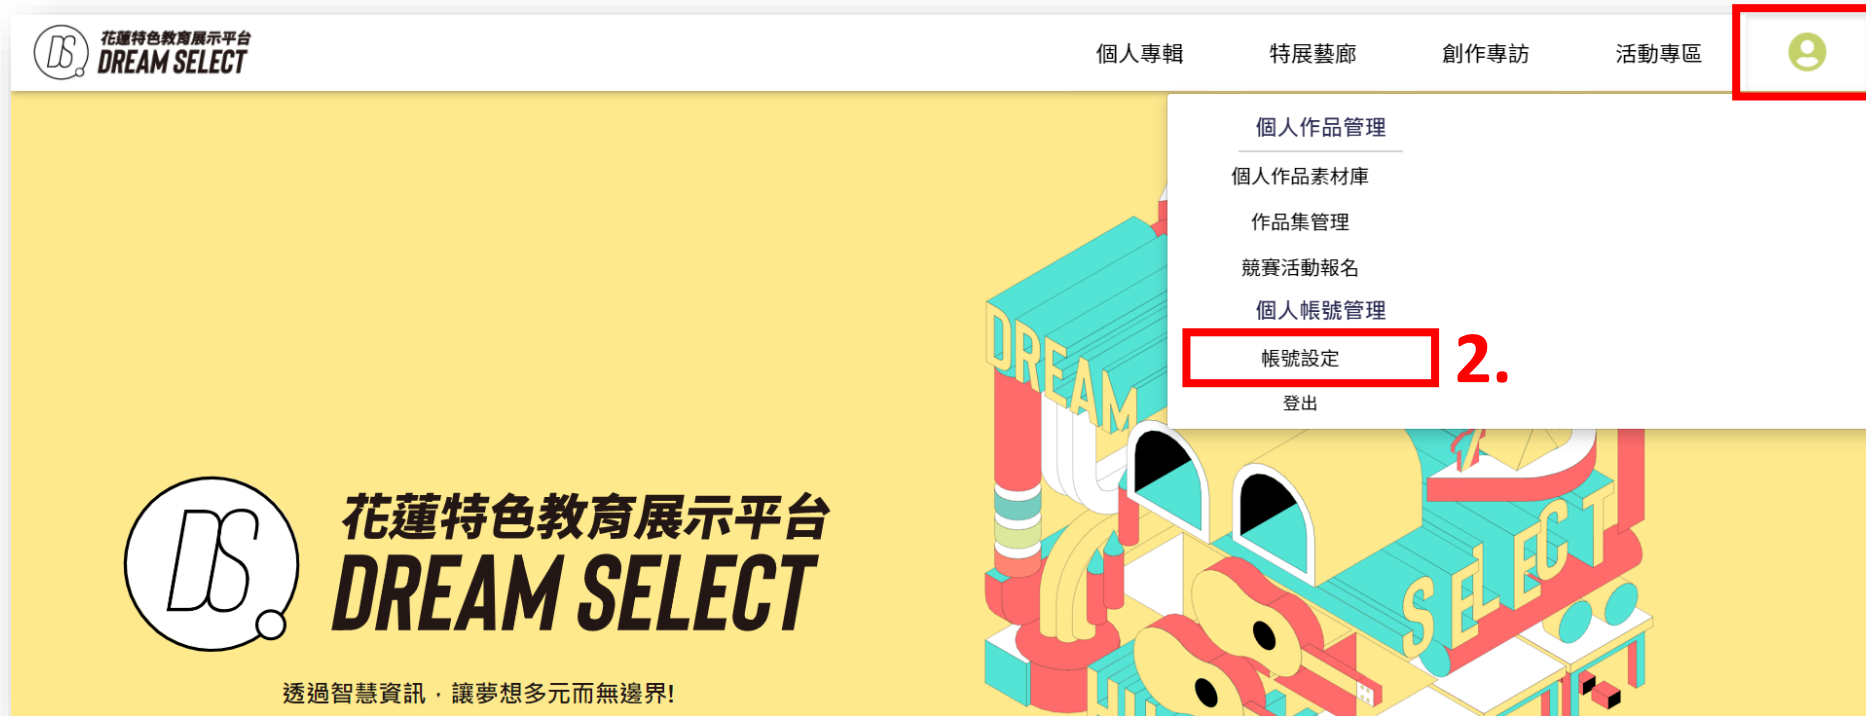 花蓮特色教育展示平台
DS. DREAM SELECT
個人專輯 特展藝廊 創作專訪 活動專區
個人作品管理
個人作品素材庫
作品集管理
競賽活動報名
個人帳號管理
帳號設定 2.
登出
DREAM
SELECT
花蓮特色教育展示平台
DS. DREAM SELECT
透過智慧資訊，讓夢想多元而無邊界!